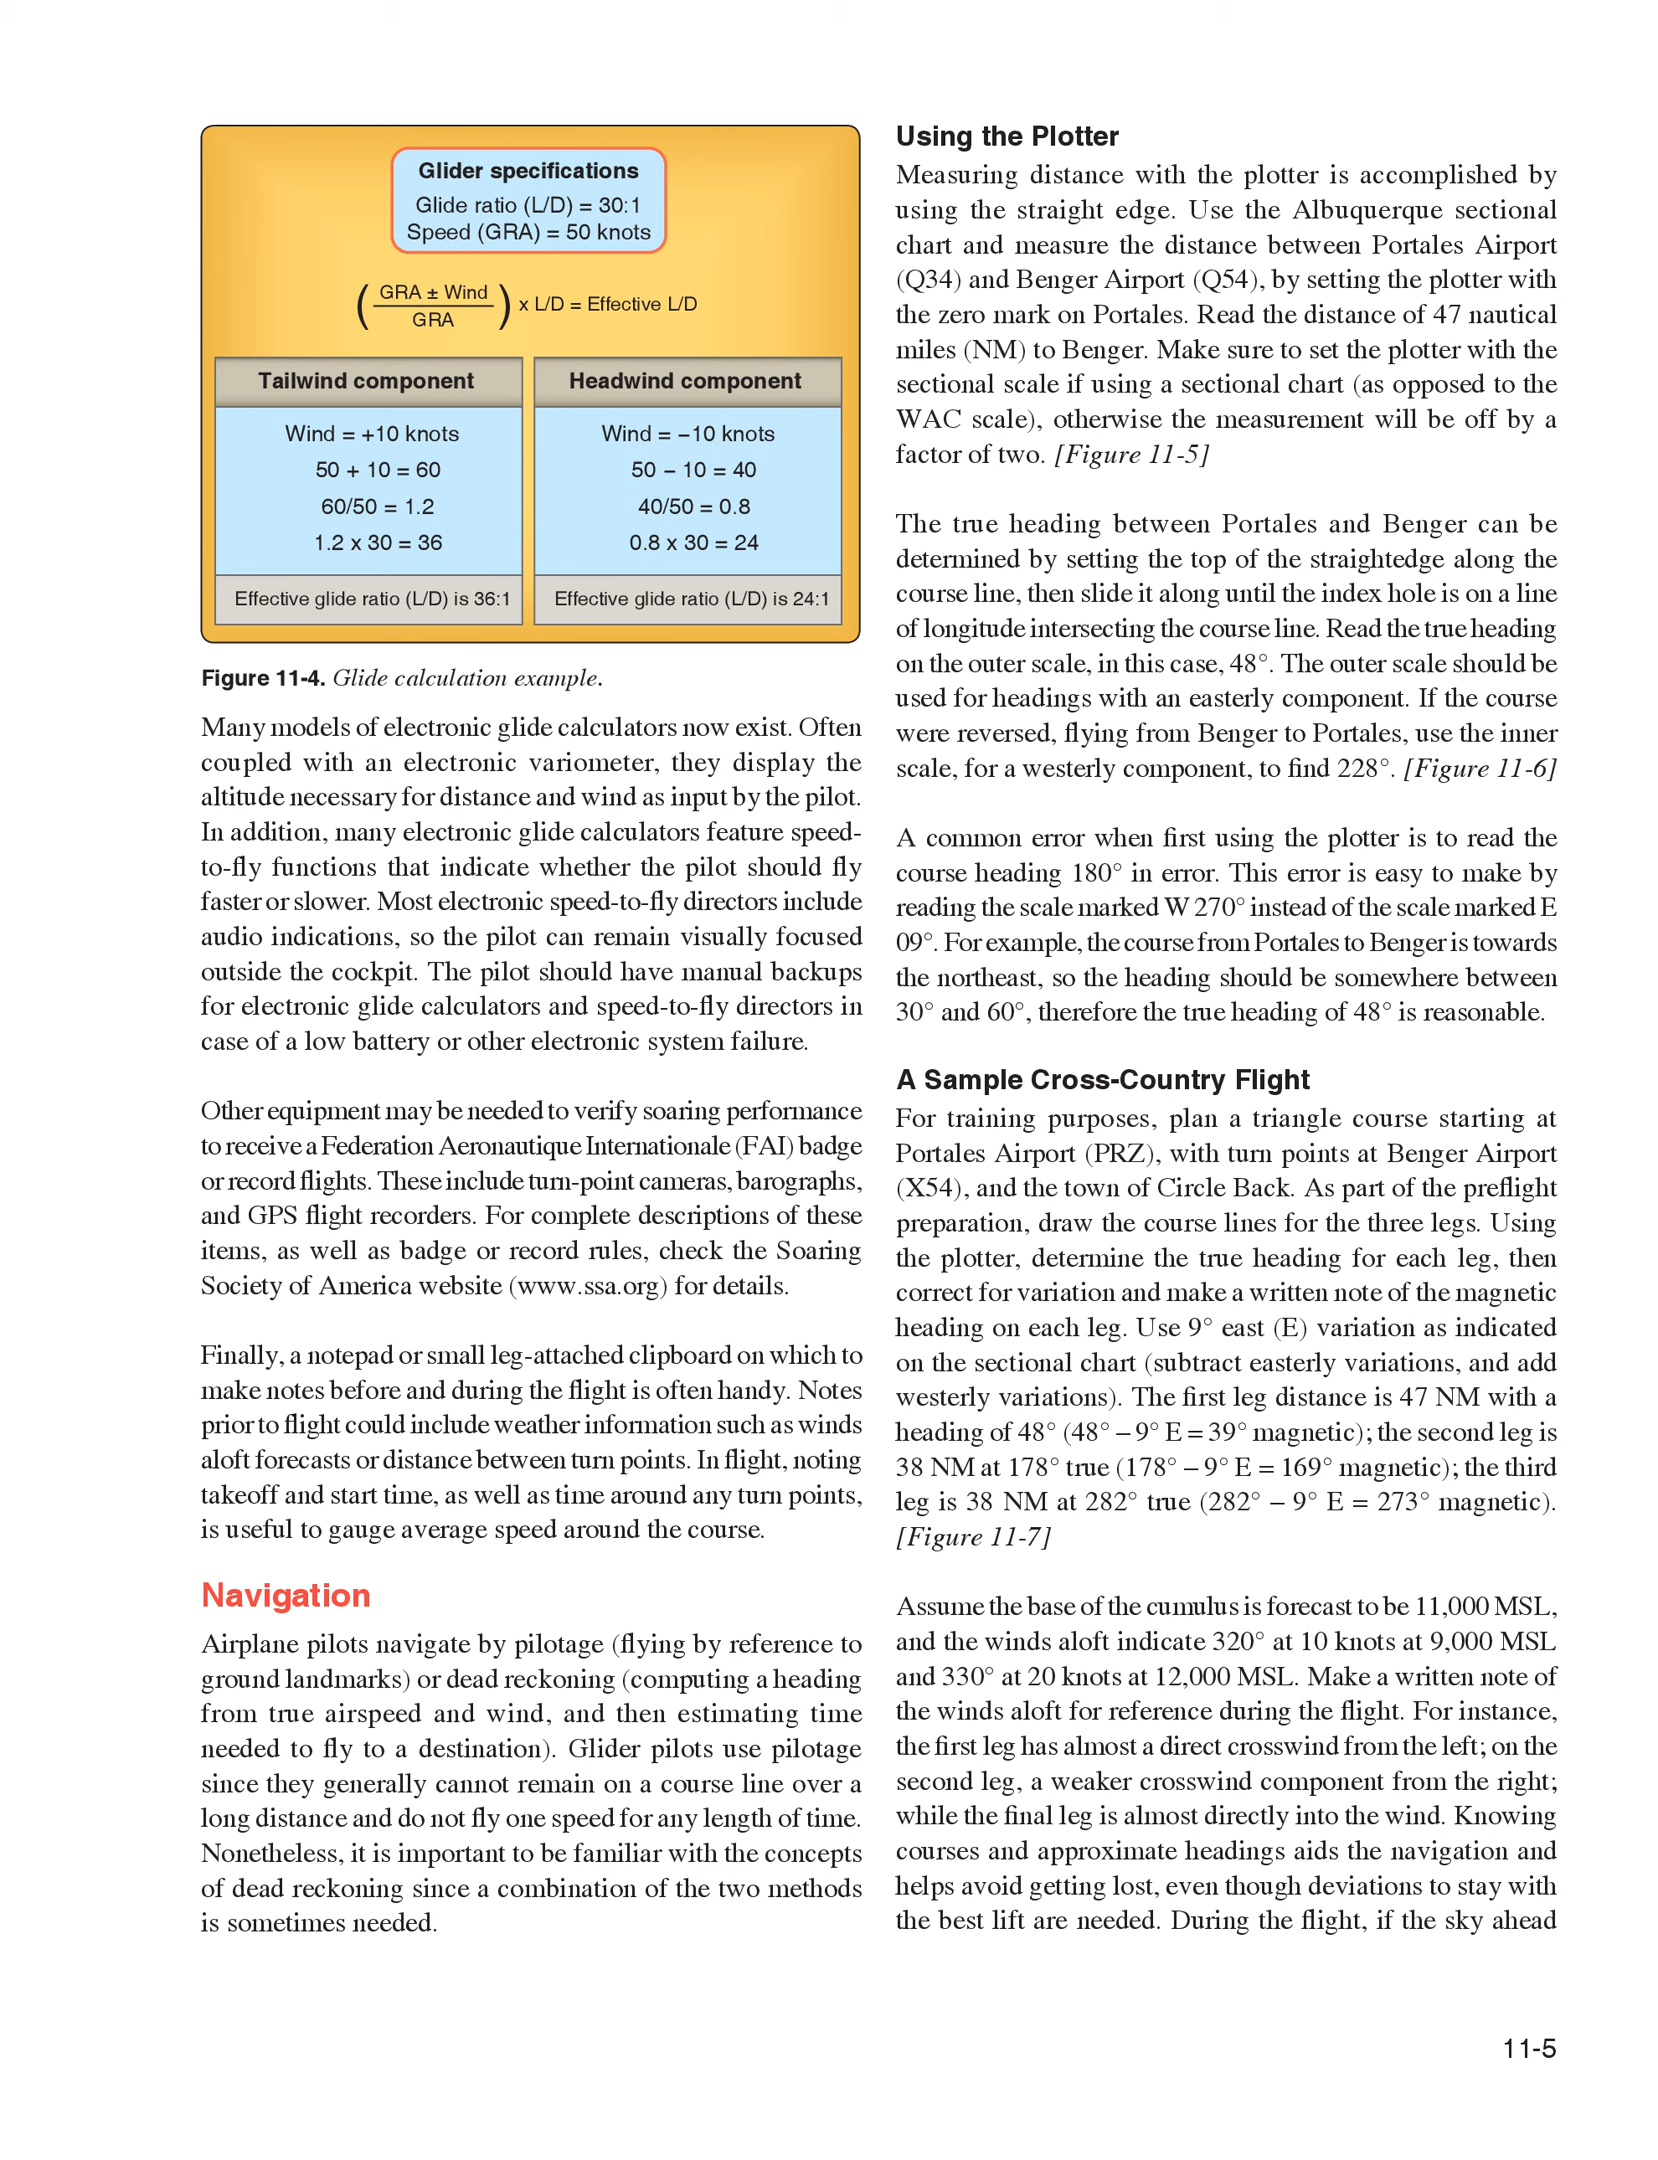 Glider specifications
Glide ratio (L/D) = 30:1
Speed (GRA) = 50 knots
(GRA ± Wind / GRA) x L/D = Effective L/D
Tailwind component
Wind = +10 knots
50 + 10 = 60
60/50 = 1.2
1.2 x 30 = 36
Effective glide ratio (L/D) is 36:1
Headwind component
Wind = −10 knots
50 − 10 = 40
40/50 = 0.8
0.8 x 30 = 24
Effective glide ratio (L/D) is 24:1
Figure 11-4. Glide calculation example.
Many models of electronic glide calculators now exist. Often
coupled with an electronic variometer, they display the
altitude necessary for distance and wind as input by the pilot.
In addition, many electronic glide calculators feature speed-
to-fly functions that indicate whether the pilot should fly
faster or slower. Most electronic speed-to-fly directors include
audio indications, so the pilot can remain visually focused
outside the cockpit. The pilot should have manual backups
for electronic glide calculators and speed-to-fly directors in
case of a low battery or other electronic system failure.
Other equipment may be needed to verify soaring performance
to receive a Federation Aeronautique Internationale (FAI) badge
or record flights. These include turn-point cameras, barographs,
and GPS flight recorders. For complete descriptions of these
items, as well as badge or record rules, check the Soaring
Society of America website (www.ssa.org) for details.
Finally, a notepad or small leg-attached clipboard on which to
make notes before and during the flight is often handy. Notes
prior to flight could include weather information such as winds
aloft forecasts or distance between turn points. In flight, noting
takeoff and start time, as well as time around any turn points,
is useful to gauge average speed around the course.
Navigation
Airplane pilots navigate by pilotage (flying by reference to
ground landmarks) or dead reckoning (computing a heading
from true airspeed and wind, and then estimating time
needed to fly to a destination). Glider pilots use pilotage
since they generally cannot remain on a course line over a
long distance and do not fly one speed for any length of time.
Nonetheless, it is important to be familiar with the concepts
of dead reckoning since a combination of the two methods
is sometimes needed.
Using the Plotter
Measuring distance with the plotter is accomplished by
using the straight edge. Use the Albuquerque sectional
chart and measure the distance between Portales Airport
(Q34) and Benger Airport (Q54), by setting the plotter with
the zero mark on Portales. Read the distance of 47 nautical
miles (NM) to Benger. Make sure to set the plotter with the
sectional scale if using a sectional chart (as opposed to the
WAC scale), otherwise the measurement will be off by a
factor of two. [Figure 11-5]
The true heading between Portales and Benger can be
determined by setting the top of the straightedge along the
course line, then slide it along until the index hole is on a line
of longitude intersecting the course line. Read the true heading
on the outer scale, in this case, 48°. The outer scale should be
used for headings with an easterly component. If the course
were reversed, flying from Benger to Portales, use the inner
scale, for a westerly component, to find 228°. [Figure 11-6]
A common error when first using the plotter is to read the
course heading 180° in error. This error is easy to make by
reading the scale marked W 270° instead of the scale marked E
09°. For example, the course from Portales to Benger is towards
the northeast, so the heading should be somewhere between
30° and 60°, therefore the true heading of 48° is reasonable.
A Sample Cross-Country Flight
For training purposes, plan a triangle course starting at
Portales Airport (PRZ), with turn points at Benger Airport
(X54), and the town of Circle Back. As part of the preflight
preparation, draw the course lines for the three legs. Using
the plotter, determine the true heading for each leg, then
correct for variation and make a written note of the magnetic
heading on each leg. Use 9° east (E) variation as indicated
on the sectional chart (subtract easterly variations, and add
westerly variations). The first leg distance is 47 NM with a
heading of 48° (48° – 9° E = 39° magnetic); the second leg is
38 NM at 178° true (178° – 9° E = 169° magnetic); the third
leg is 38 NM at 282° true (282° – 9° E = 273° magnetic).
[Figure 11-7]
Assume the base of the cumulus is forecast to be 11,000 MSL,
and the winds aloft indicate 320° at 10 knots at 9,000 MSL
and 330° at 20 knots at 12,000 MSL. Make a written note of
the winds aloft for reference during the flight. For instance,
the first leg has almost a direct crosswind from the left; on the
second leg, a weaker crosswind component from the right;
while the final leg is almost directly into the wind. Knowing
courses and approximate headings aids the navigation and
helps avoid getting lost, even though deviations to stay with
the best lift are needed. During the flight, if the sky ahead
11-5